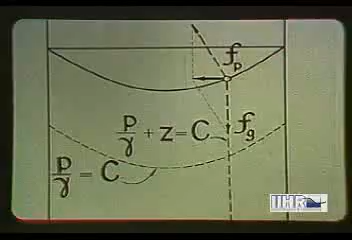 fp
p/γ + z = C
fg
p/γ = C
IIHR